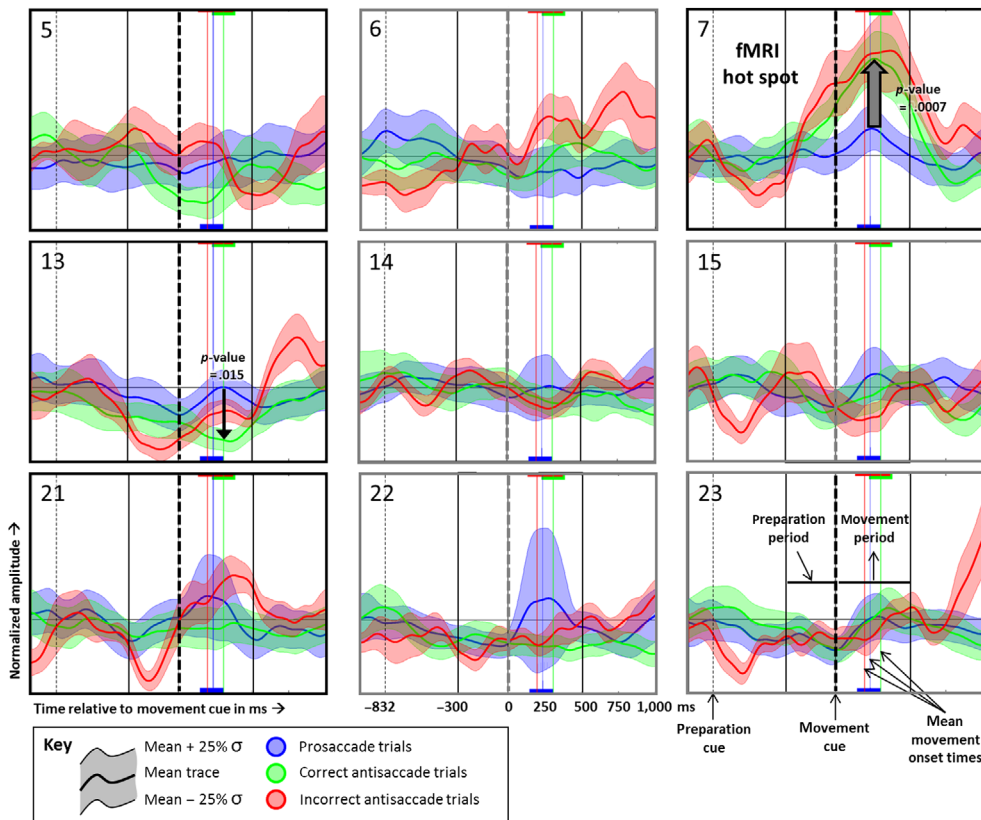 5
6
7
fMRI
hot spot
p-value
= .0007
13
p-value
=.015
14
15
21
22
23
Preparation
period
Movement
period
Normalized amplitude →
Time relative to movement cue in ms →
−832
−300
0
250
500
750
1,000 ms
Preparation
cue
Movement
cue
Mean
movement
onset times
Key
Mean + 25% σ
Mean trace
Mean − 25% σ
Prosaccade trials
Correct antisaccade trials
Incorrect antisaccade trials